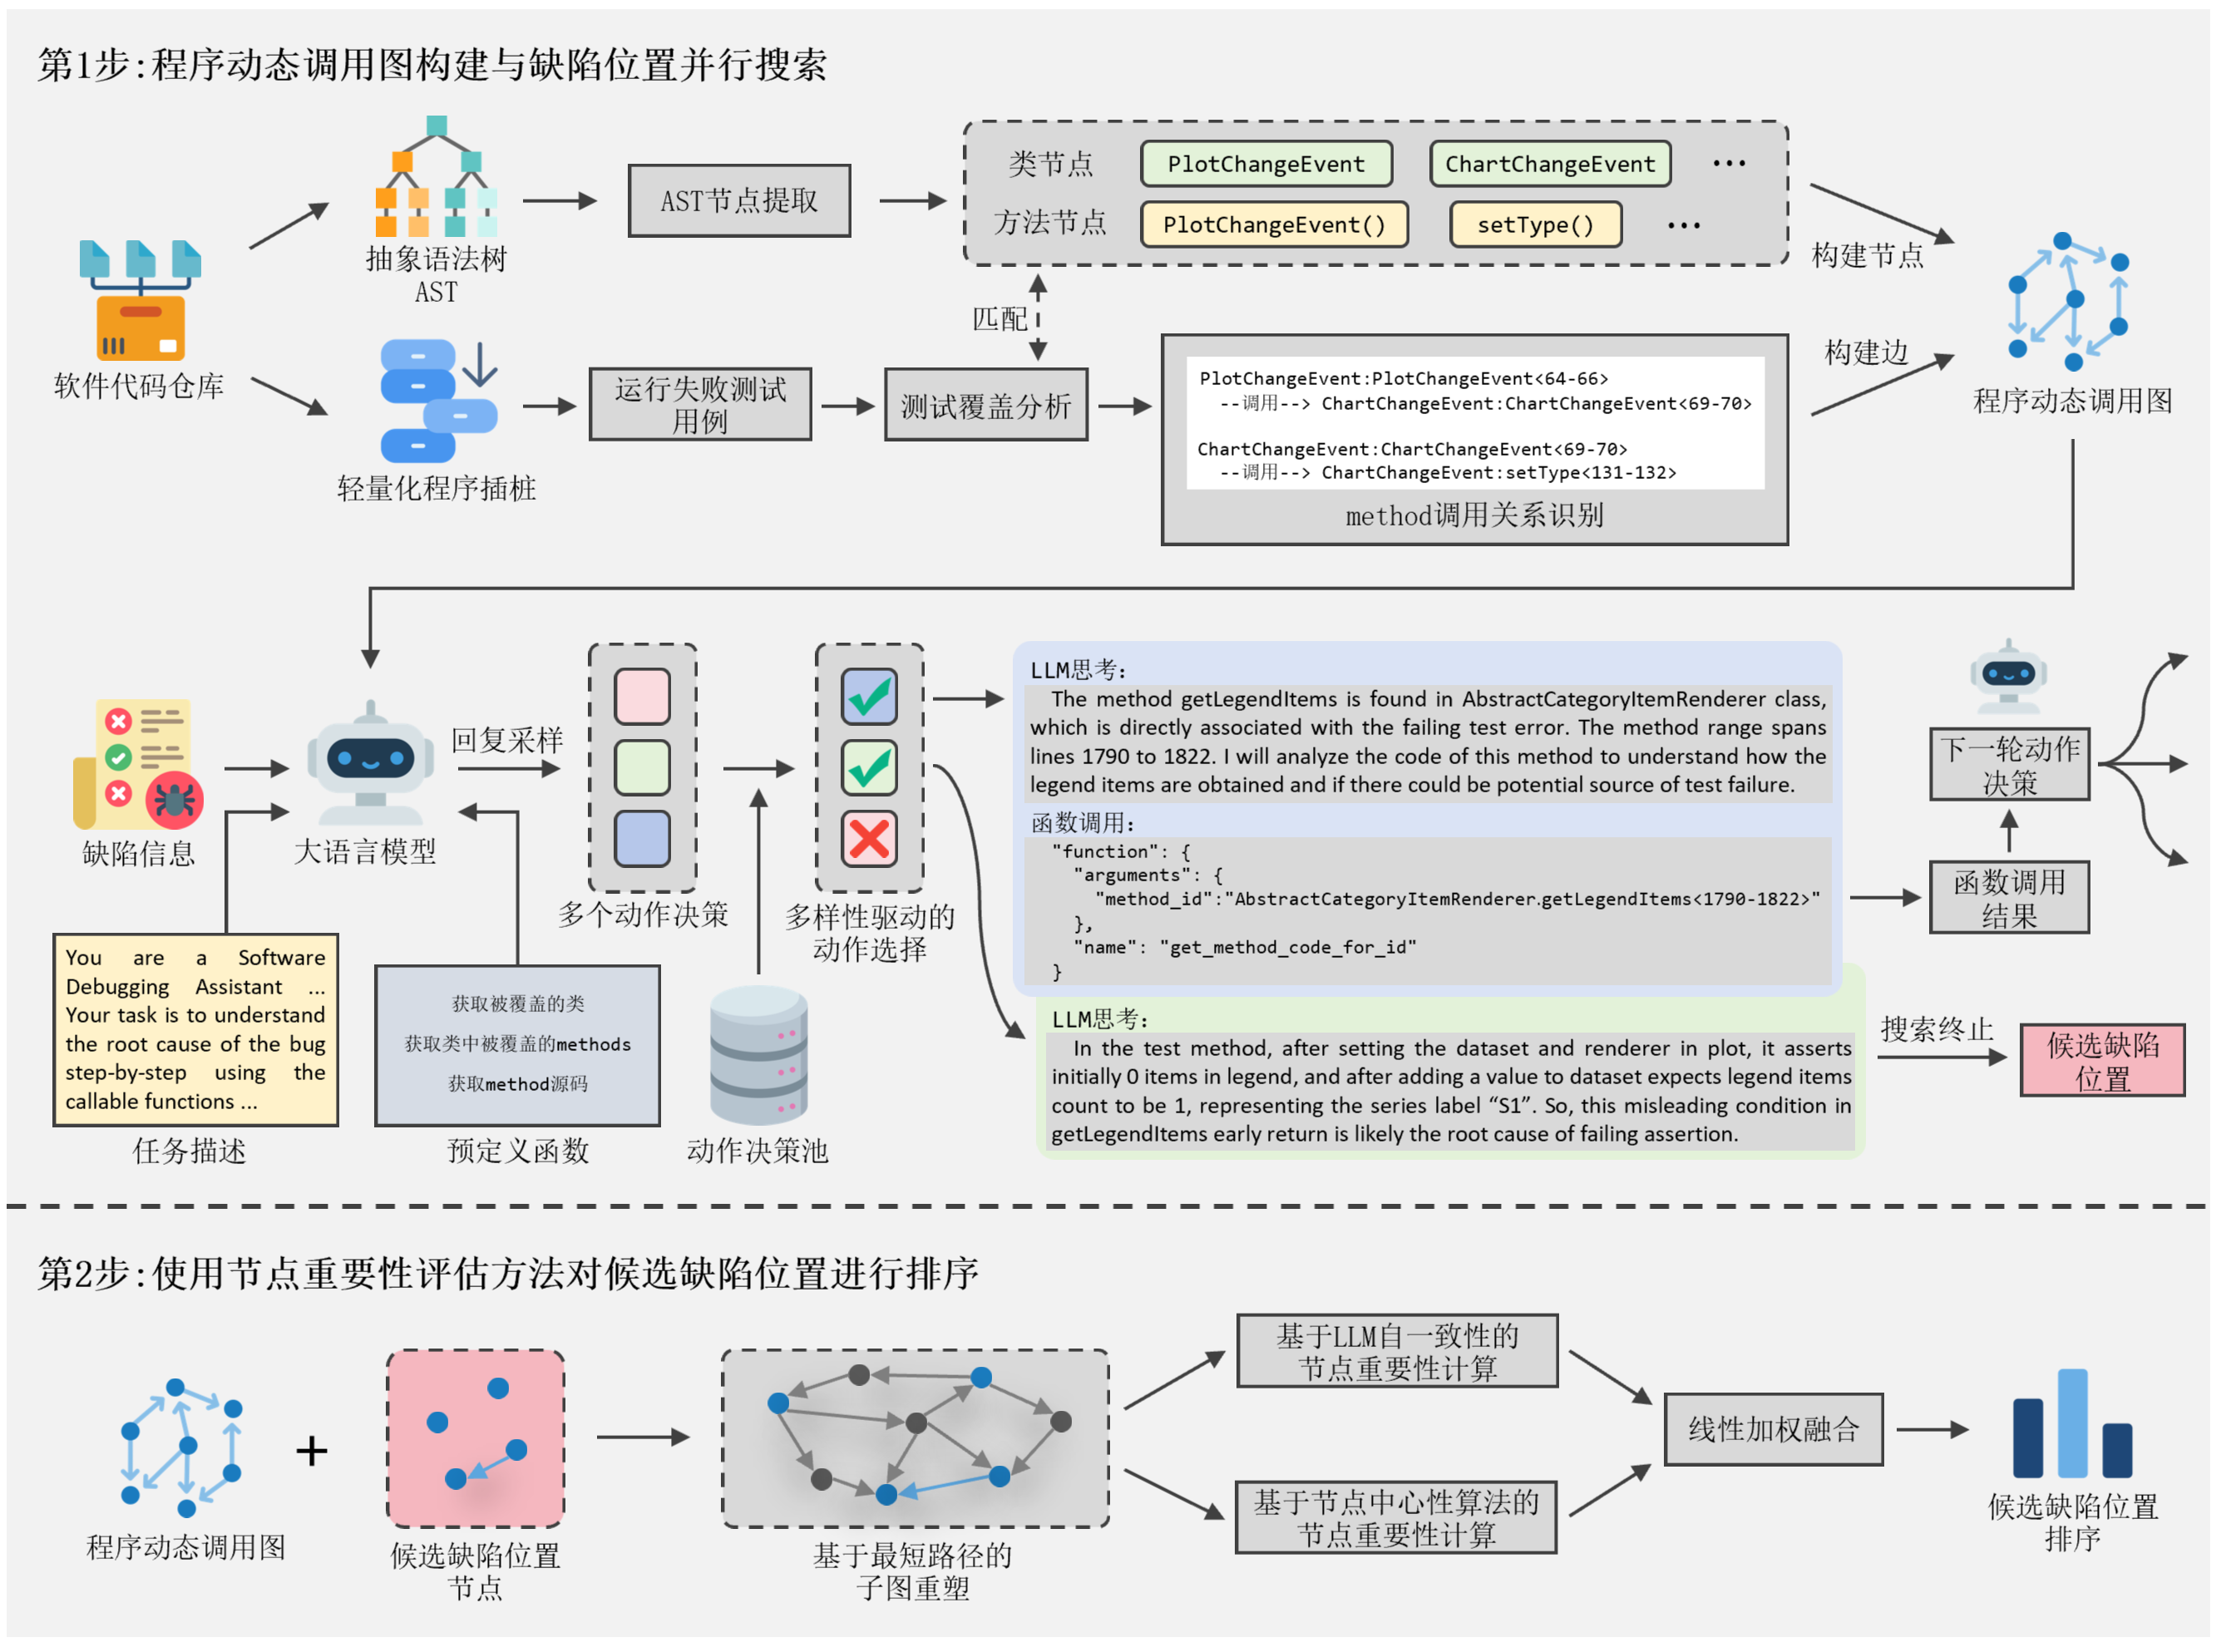 第1步:程序动态调用图构建与缺陷位置并行搜索
软件代码仓库
抽象语法树
AST
AST节点提取
类节点
PlotChangeEvent
ChartChangeEvent
...
方法节点
PlotChangeEvent()
setType()
...
构建节点
匹配
轻量化程序插桩
运行失败测试
用例
测试覆盖分析
PlotChangeEvent:PlotChangeEvent<64-66>
--调用--> ChartChangeEvent:ChartChangeEvent<69-70>
ChartChangeEvent:ChartChangeEvent<69-70>
--调用--> ChartChangeEvent:setType<131-132>
method调用关系识别
构建边
程序动态调用图
缺陷信息
大语言模型
回复采样
多个动作决策
多样性驱动的
动作选择
You are a Software
Debugging Assistant ...
Your task is to understand
the root cause of the bug
step-by-step using the
callable functions ...
任务描述
获取被覆盖的类
获取类中被覆盖的methods
获取method源码
预定义函数
动作决策池
LLM思考:
The method getLegendItems is found in AbstractCategoryItemRenderer class,
which is directly associated with the failing test error. The method range spans
lines 1790 to 1822. I will analyze the code of this method to understand how the
legend items are obtained and if there could be potential source of test failure.
函数调用:
"function": {
"arguments": {
"method_id":"AbstractCategoryItemRenderer.getLegendItems<1790-1822>"
},
"name": "get_method_code_for_id"
}
LLM思考:
In the test method, after setting the dataset and renderer in plot, it asserts
initially 0 items in legend, and after adding a value to dataset expects legend items
count to be 1, representing the series label “S1”. So, this misleading condition in
getLegendItems early return is likely the root cause of failing assertion.
下一轮动作
决策
函数调用
结果
搜索终止
候选缺陷
位置
第2步:使用节点重要性评估方法对候选缺陷位置进行排序
程序动态调用图
+
候选缺陷位置
节点
基于最短路径的
子图重塑
基于LLM自一致性的
节点重要性计算
基于节点中心性算法的
节点重要性计算
线性加权融合
候选缺陷位置
排序